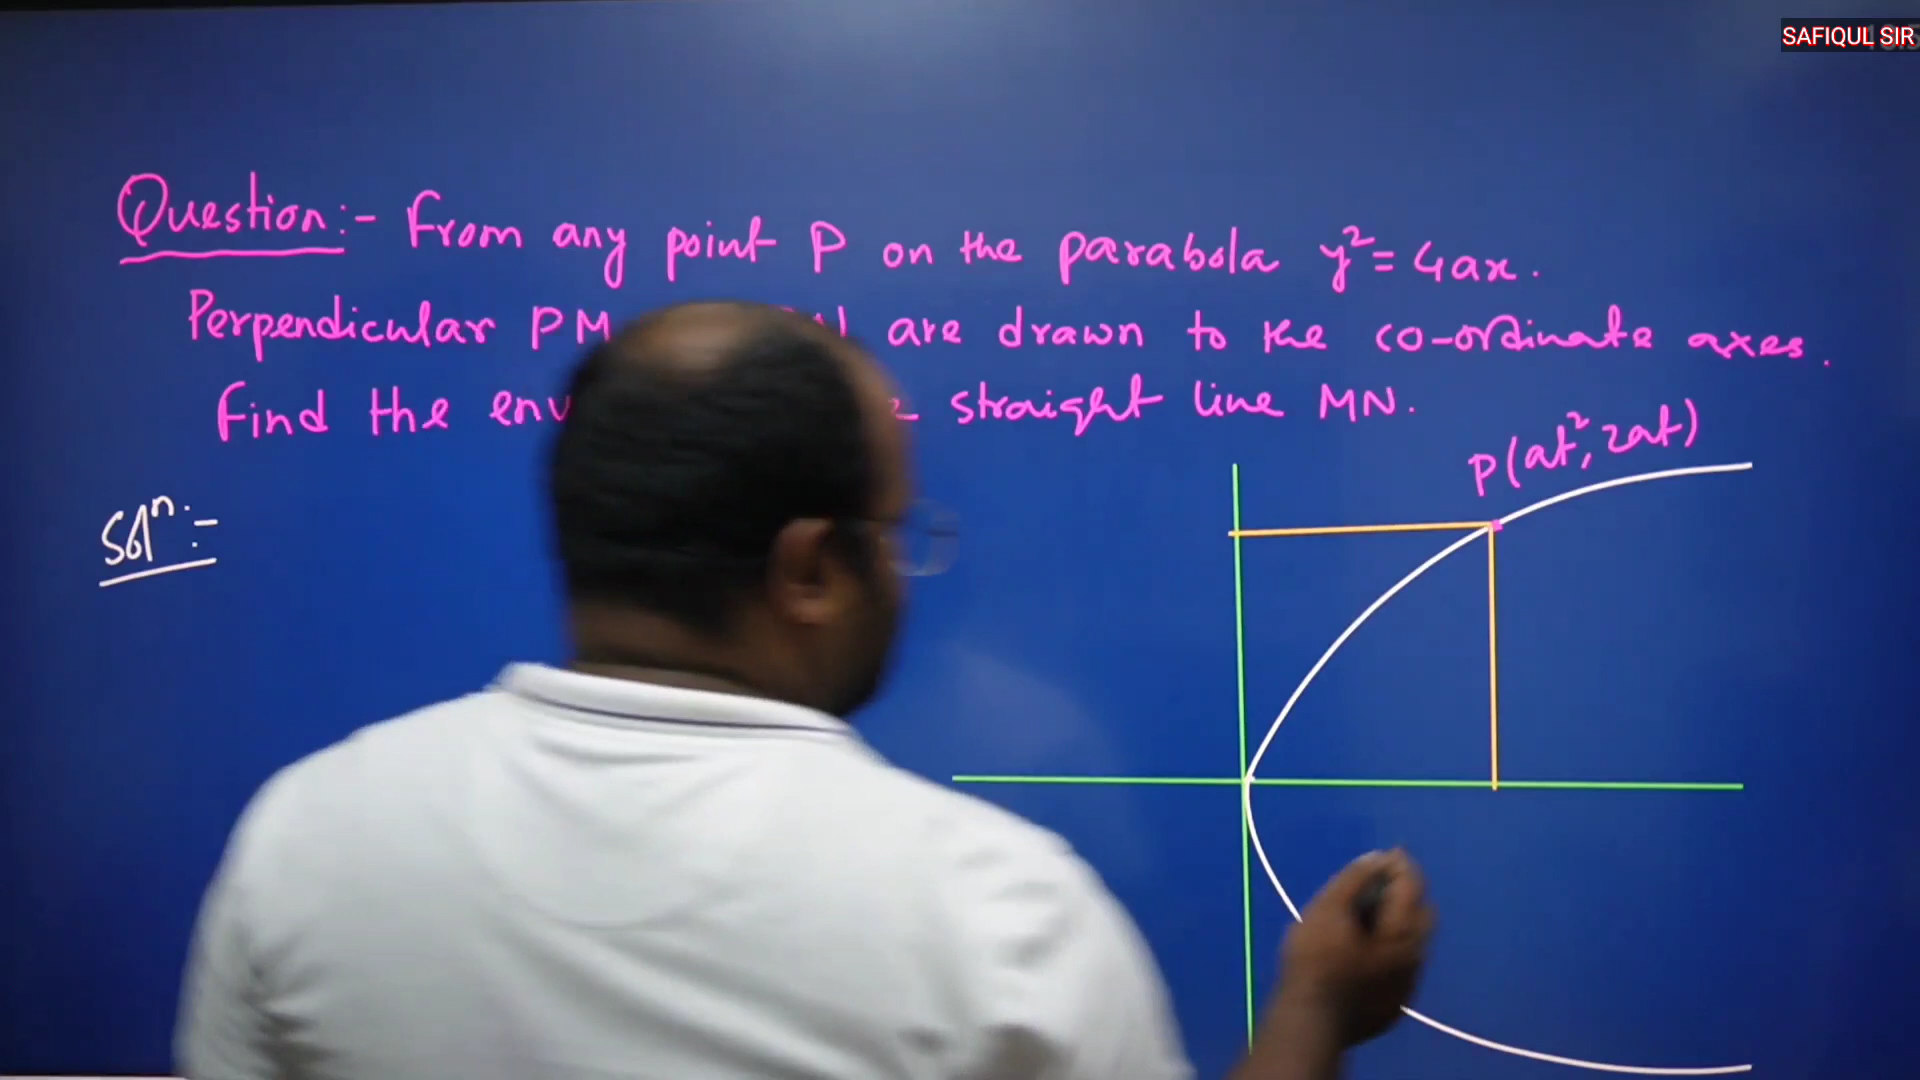 SAFIQUL SIR
Question:- From any point P on the parabola y²= 4ax.
Perpendicular PM are drawn to the co-ordinate axes.
Find the straight line MN.
P(at², 2at)
Solⁿ:-